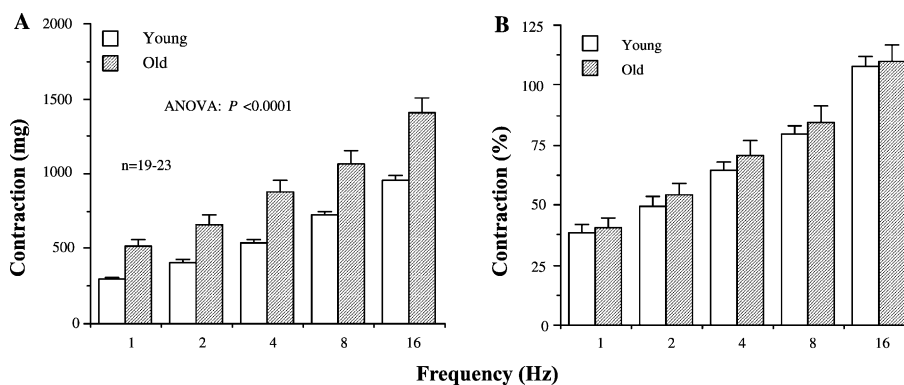 A
2000
1500
1000
500
0
Contraction (mg)
Young
Old
ANOVA: P <0.0001
n=19-23
1 2 4 8 16
B
125
100
75
50
25
0
Contraction (%)
Young
Old
1 2 4 8 16
Frequency (Hz)